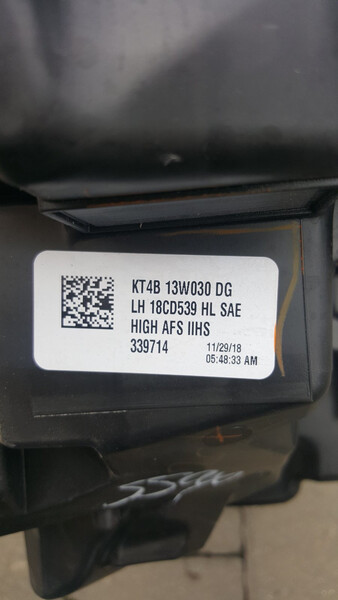 KT4B 13W030 DG
LH 18CD539 HL SAE
HIGH AFS IIHS
339714 11/29/18
05:48:33 AM